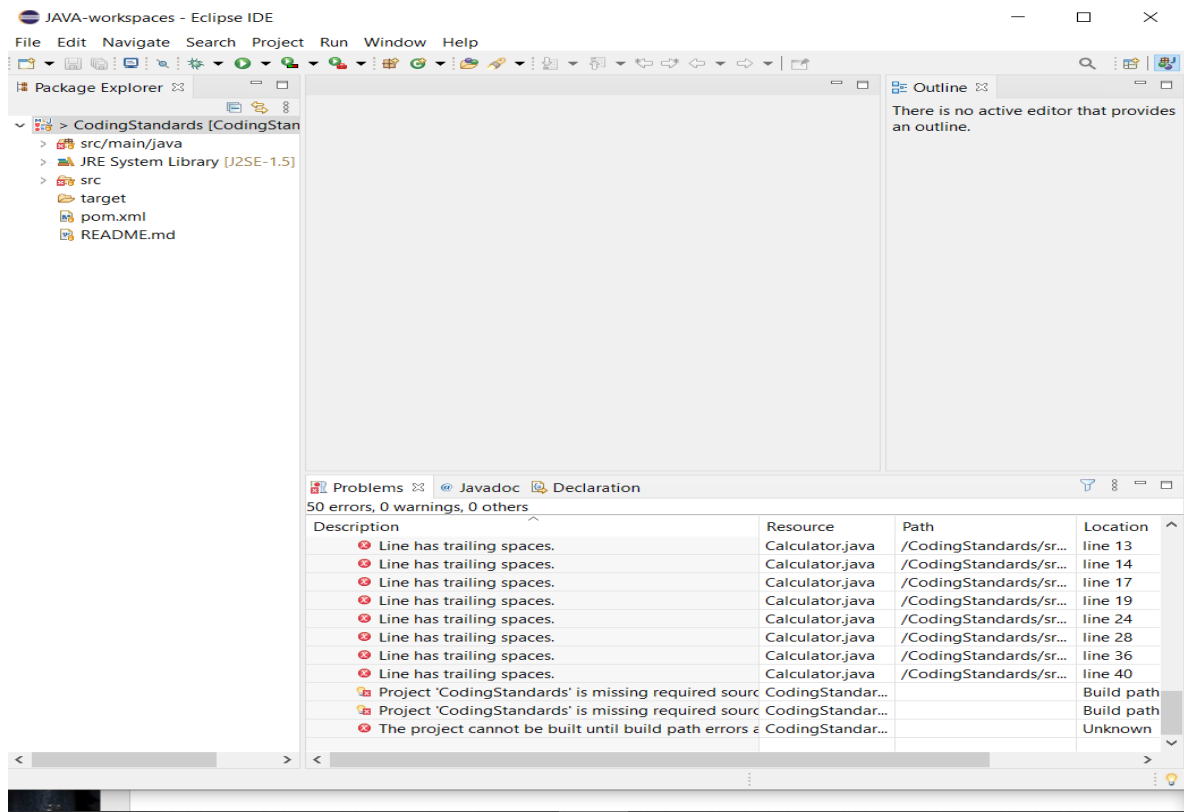 JAVA-workspaces - Eclipse IDE
File Edit Navigate Search Project Run Window Help
Package Explorer
> CodingStandards [CodingStan
src/main/java
JRE System Library [J2SE-1.5]
src
target
pom.xml
README.md
Outline
There is no active editor that provides
an outline.
Problems @ Javadoc Declaration
50 errors, 0 warnings, 0 others
Description Resource Path Location
Line has trailing spaces. Calculator.java /CodingStandards/sr... line 13
Line has trailing spaces. Calculator.java /CodingStandards/sr... line 14
Line has trailing spaces. Calculator.java /CodingStandards/sr... line 17
Line has trailing spaces. Calculator.java /CodingStandards/sr... line 19
Line has trailing spaces. Calculator.java /CodingStandards/sr... line 24
Line has trailing spaces. Calculator.java /CodingStandards/sr... line 28
Line has trailing spaces. Calculator.java /CodingStandards/sr... line 36
Line has trailing spaces. Calculator.java /CodingStandards/sr... line 40
Project 'CodingStandards' is missing required sourc CodingStandar... Build path
Project 'CodingStandards' is missing required sourc CodingStandar... Build path
The project cannot be built until build path errors a CodingStandar... Unknown